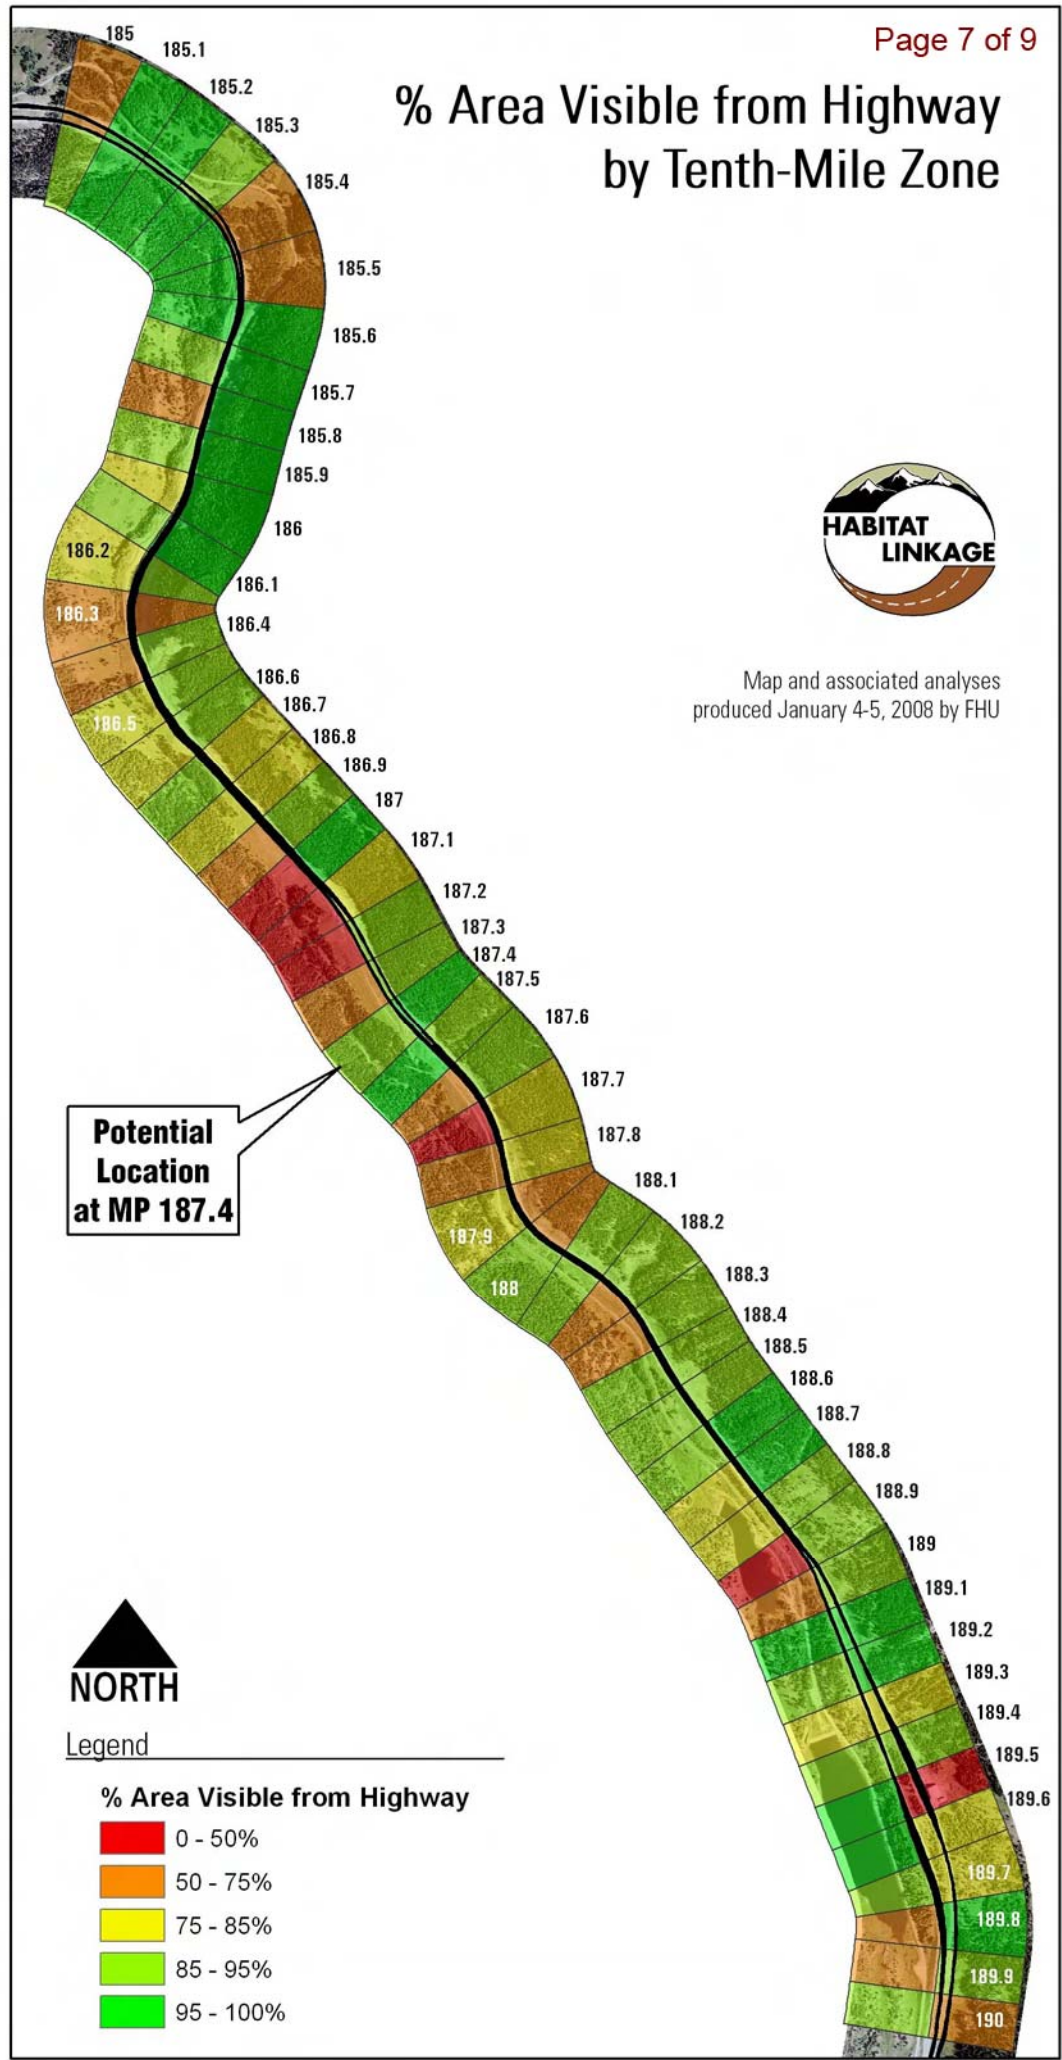 Page 7 of 9
% Area Visible from Highway
by Tenth-Mile Zone
185
185.1
185.2
185.3
185.4
185.5
185.6
185.7
185.8
185.9
186
186.1
186.2
186.3
186.4
186.5
186.6
186.7
186.8
186.9
187
187.1
187.2
187.3
187.4
187.5
187.6
187.7
187.8
187.9
188
188.1
188.2
188.3
188.4
188.5
188.6
188.7
188.8
188.9
189
189.1
189.2
189.3
189.4
189.5
189.6
189.7
189.8
189.9
190
HABITAT
LINKAGE
Map and associated analyses
produced January 4-5, 2008 by FHU
Potential
Location
at MP 187.4
NORTH
Legend
% Area Visible from Highway
0 - 50%
50 - 75%
75 - 85%
85 - 95%
95 - 100%